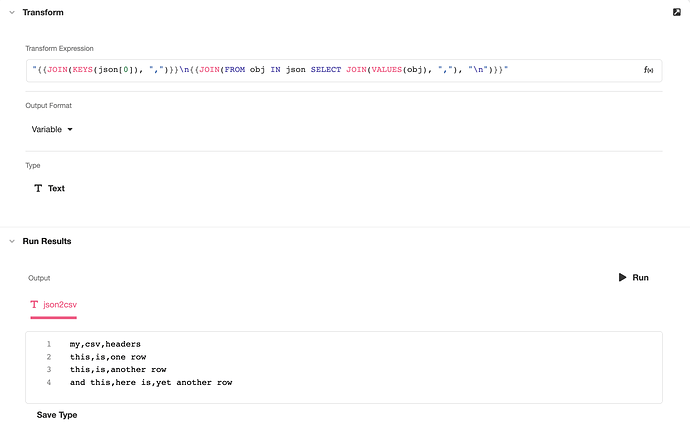 Transform
Transform Expression
"{{JOIN(KEYS(json[0]), ",")}}\n{{JOIN(FROM obj IN json SELECT JOIN(VALUES(obj), ","), "\n")}}"
f(x)
Output Format
Variable
Type
T Text
Run Results
Output
Run
T json2csv
1 my,csv,headers
2 this,is,one row
3 this,is,another row
4 and this,here is,yet another row
Save Type